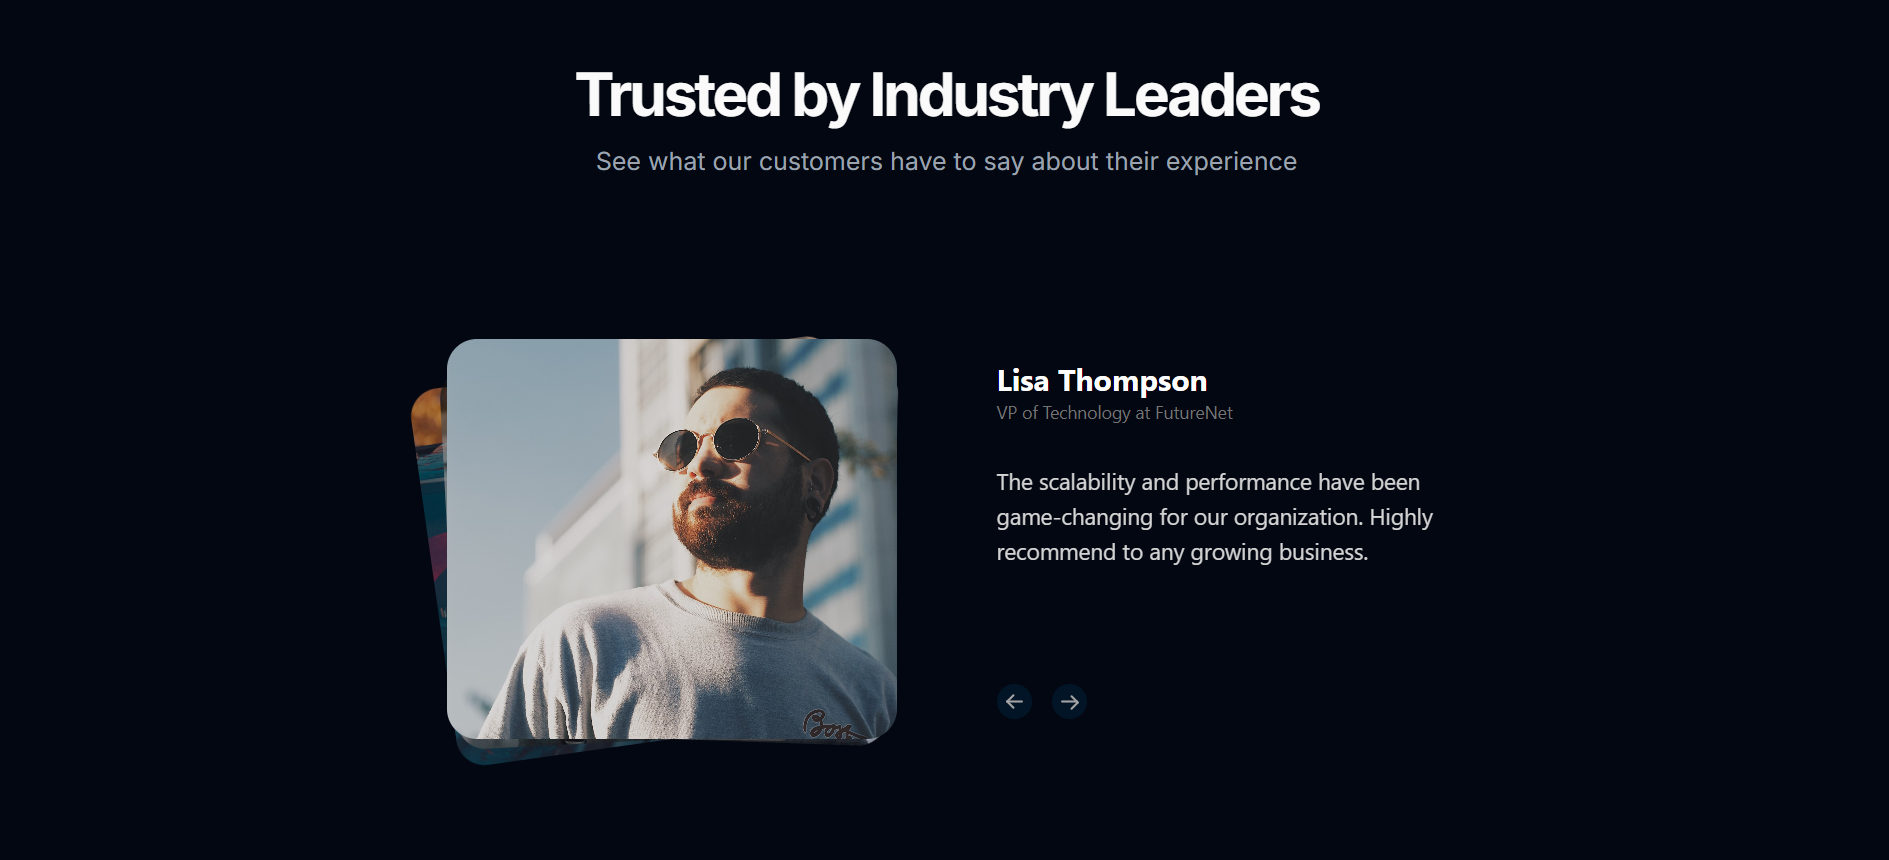 Trusted by Industry Leaders
See what our customers have to say about their experience
Lisa Thompson
VP of Technology at FutureNet
The scalability and performance have been
game-changing for our organization. Highly
recommend to any growing business.